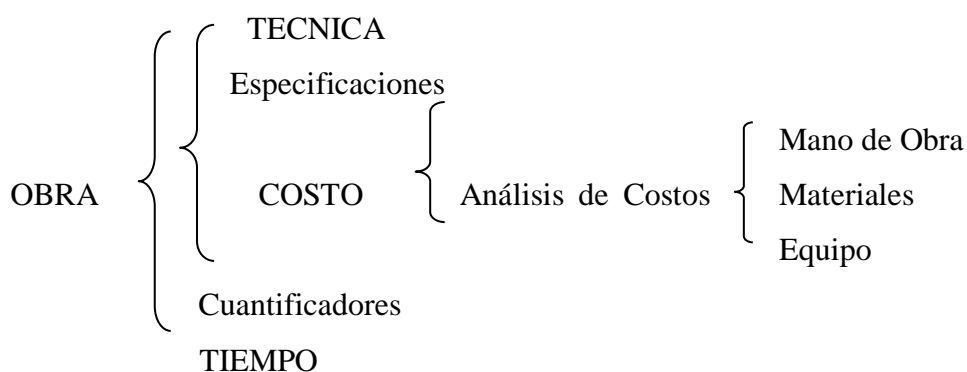 TECNICA
Especificaciones
Mano de Obra
OBRA COSTO Análisis de Costos Materiales
Equipo
Cuantificadores
TIEMPO